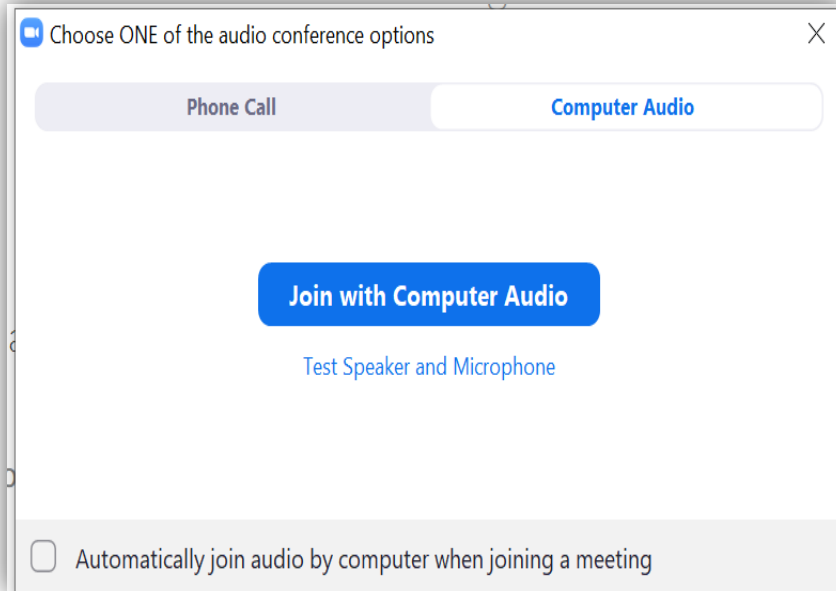 Choose ONE of the audio conference options
Phone Call
Computer Audio
Join with Computer Audio
Test Speaker and Microphone
Automatically join audio by computer when joining a meeting